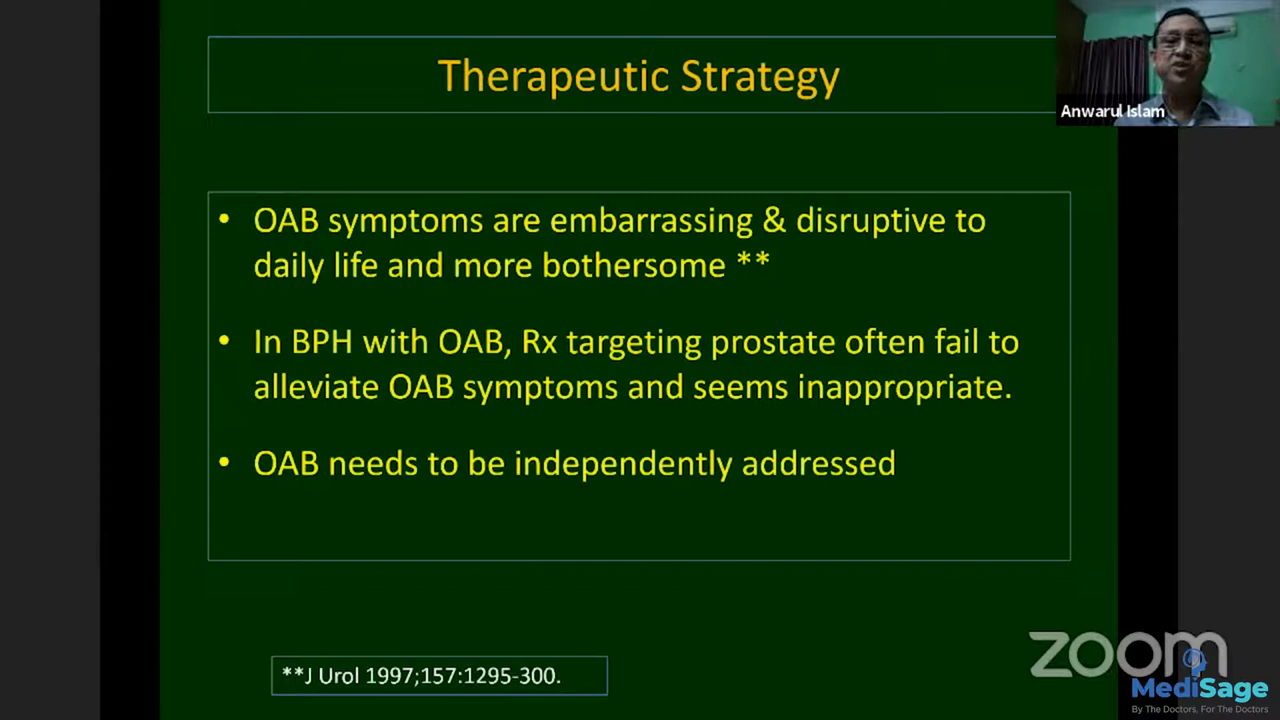 Therapeutic Strategy
Anwarul Islam
• OAB symptoms are embarrassing & disruptive to
daily life and more bothersome **
• In BPH with OAB, Rx targeting prostate often fail to
alleviate OAB symptoms and seems inappropriate.
• OAB needs to be independently addressed
**J Urol 1997;157:1295-300.
zoom
MediSage
By The Doctors, For The Doctors